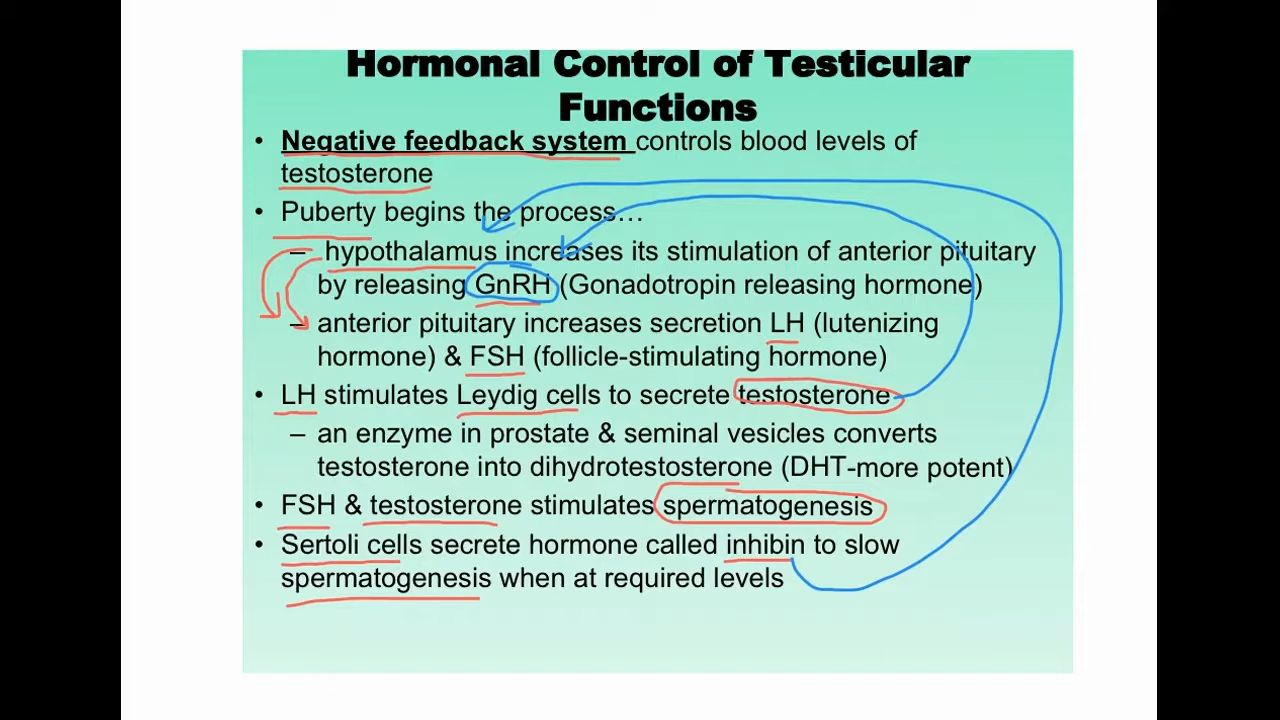 Hormonal Control of Testicular
Functions
• Negative feedback system controls blood levels of
testosterone
• Puberty begins the process…
– hypothalamus increases its stimulation of anterior pituitary
by releasing GnRH (Gonadotropin releasing hormone)
– anterior pituitary increases secretion LH (lutenizing
hormone) & FSH (follicle-stimulating hormone)
• LH stimulates Leydig cells to secrete testosterone
– an enzyme in prostate & seminal vesicles converts
testosterone into dihydrotestosterone (DHT-more potent)
• FSH & testosterone stimulates spermatogenesis
• Sertoli cells secrete hormone called inhibin to slow
spermatogenesis when at required levels